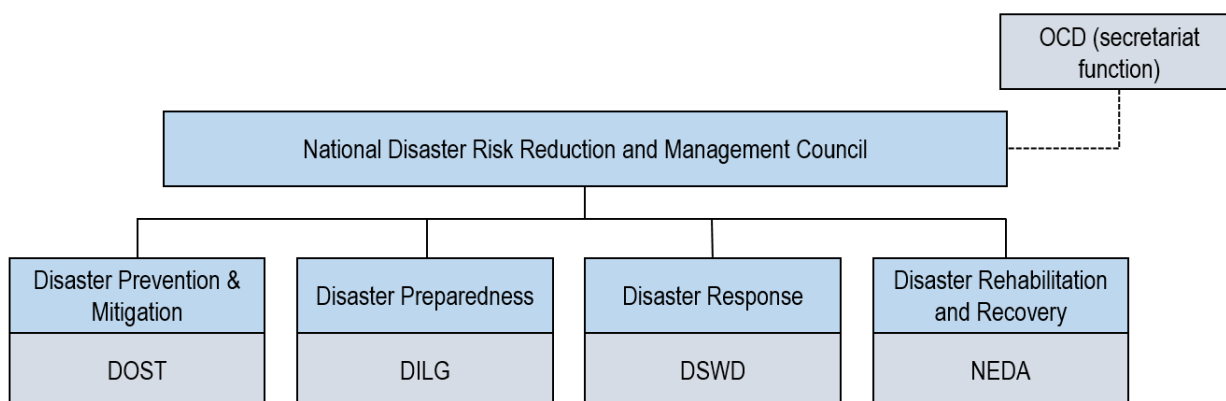 OCD (secretariat
function)
National Disaster Risk Reduction and Management Council
Disaster Prevention &
Mitigation
DOST
Disaster Preparedness
DILG
Disaster Response
DSWD
Disaster Rehabilitation
and Recovery
NEDA